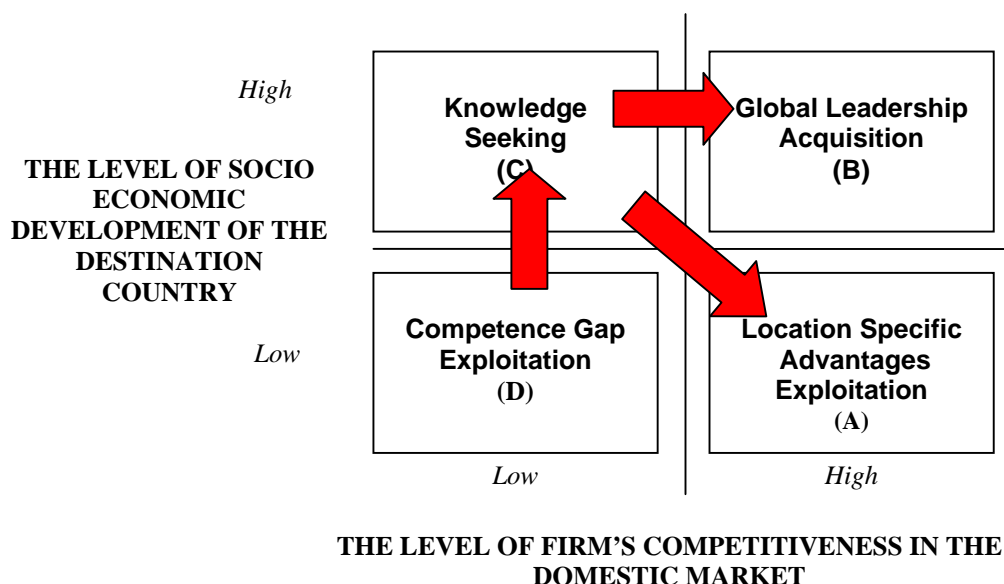 High
Knowledge
Seeking
(C)
Global Leadership
Acquisition
(B)
THE LEVEL OF SOCIO
ECONOMIC
DEVELOPMENT OF THE
DESTINATION
COUNTRY
Low
Competence Gap
Exploitation
(D)
Location Specific
Advantages
Exploitation
(A)
Low
High
THE LEVEL OF FIRM'S COMPETITIVENESS IN THE
DOMESTIC MARKET